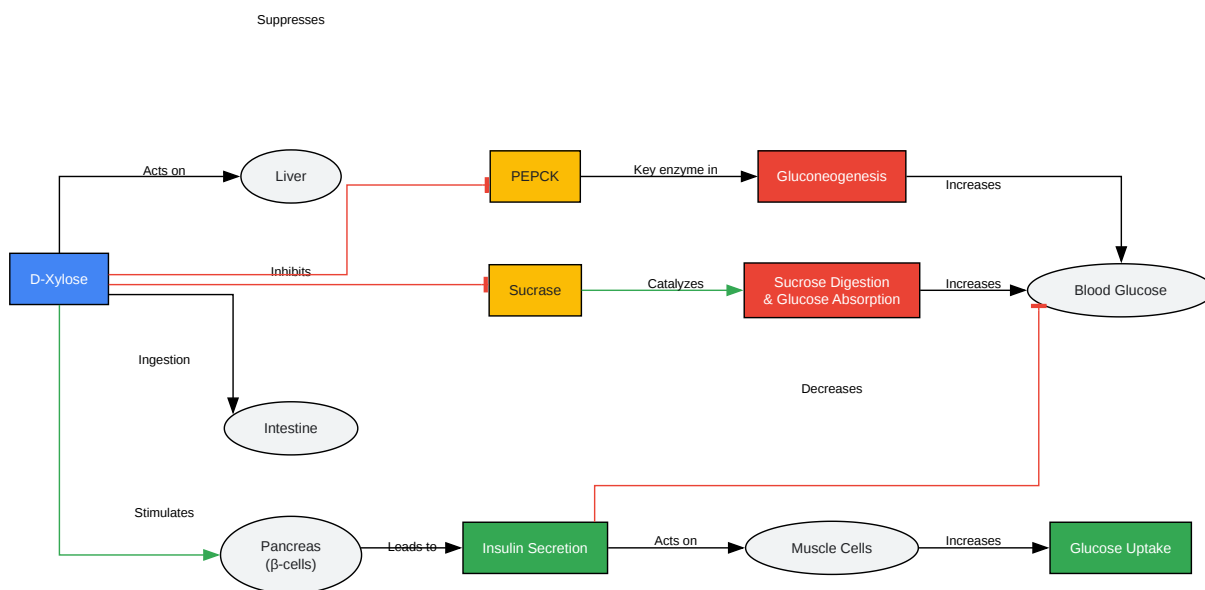 Suppresses
Acts on
Liver
PEPCK
Key enzyme in
Gluconeogenesis
Increases
D-Xylose
Inhibits
Sucrase
Catalyzes
Sucrose Digestion
& Glucose Absorption
Increases
Blood Glucose
Ingestion
Decreases
Intestine
Stimulates
Pancreas
(β-cells)
Leads to
Insulin Secretion
Acts on
Muscle Cells
Increases
Glucose Uptake